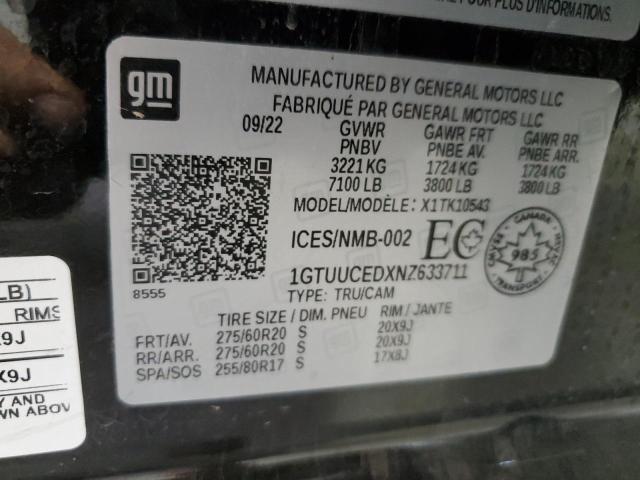 CE POUR PLUS D'INFORMATIONS.
gm
MANUFACTURED BY GENERAL MOTORS LLC
FABRIQUÉ PAR GENERAL MOTORS LLC
09/22 GVWR GAWR FRT GAWR RR
PNBV PNBE AV. PNBE ARR.
3221 KG 1724 KG 1724 KG
7100 LB 3800 LB 3800 LB
MODEL/MODÈLE: X1TK10543
ICES/NMB-002 EC
CANADA
985
TRANSPORT
1GTUUCEDXNZ633711
8555
TYPE: TRU/CAM
TIRE SIZE / DIM. PNEU RIM / JANTE
FRT/AV. 275/60R20 S 20X9J
RR/ARR. 275/60R20 S 20X9J
SPA/SOS 255/80R17 S 17X8J
LB)
RIMS
X9J
X9J
Y AND
WN ABOV